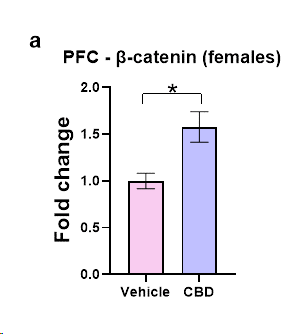 a
PFC - β-catenin (females)
*
Fold change
2.0
1.5
1.0
0.5
0.0
Vehicle CBD